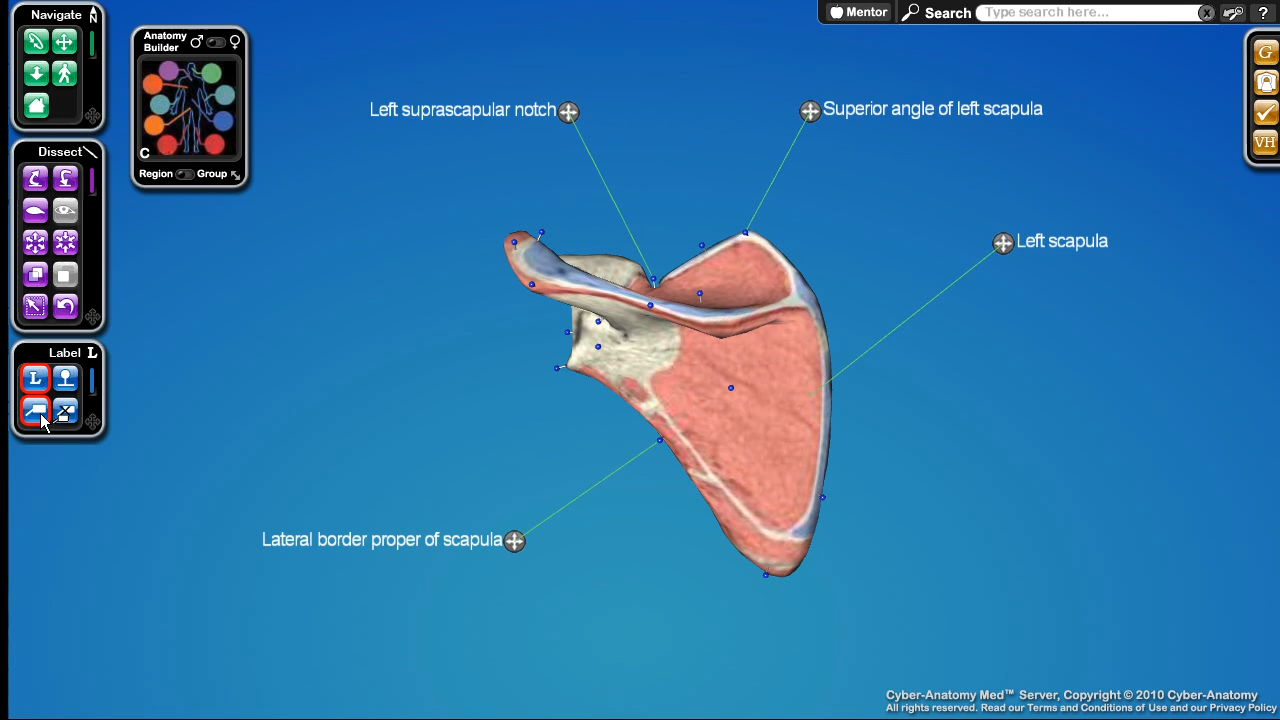 Navigate N
Anatomy
Builder
C
Region Group
Dissect
Label L
L
Mentor
Search Type search here... X
?
G
VH
Left suprascapular notch
Superior angle of left scapula
Left scapula
Lateral border proper of scapula
Cyber-Anatomy Med™ Server, Copyright © 2010 Cyber-Anatomy
All rights reserved. Read our Terms and Conditions of Use and our Privacy Policy